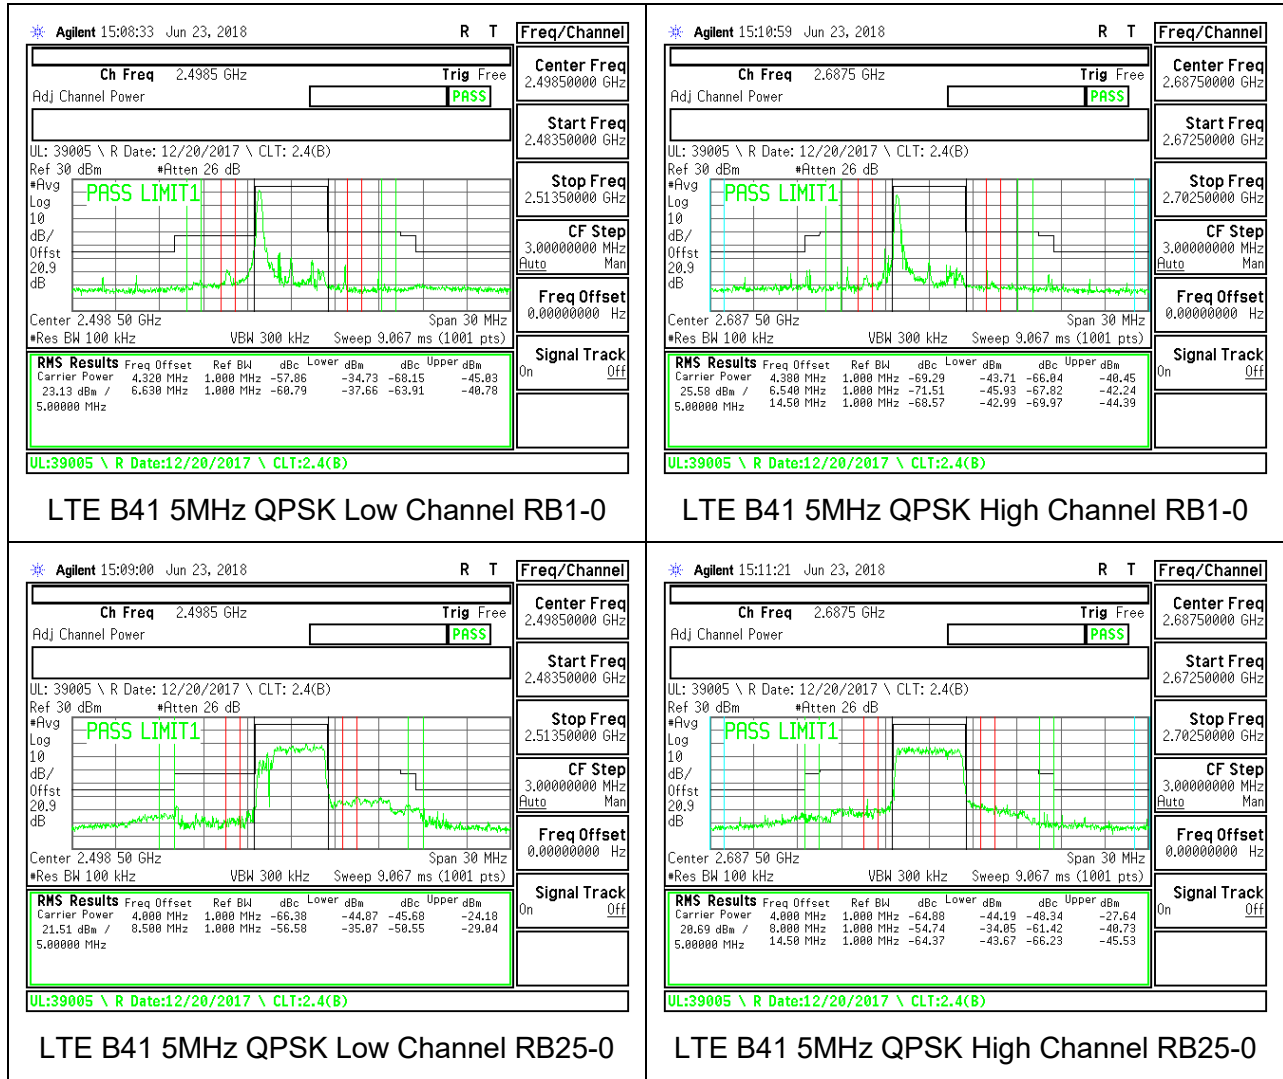 Agilent 15:08:33 Jun 23, 2018 R T Freq/Channel
Ch Freq 2.4985 GHz Trig Free
Adj Channel Power PASS
Center Freq
2.49850000 GHz
Start Freq
2.48350000 GHz
UL: 39005 \ R Date: 12/20/2017 \ CLT: 2.4(B)
Ref 30 dBm #Atten 26 dB
#Avg
Log
10
dB/
Offst
20.9
dB
PASS LIMIT1
Stop Freq
2.51350000 GHz
CF Step
3.00000000 MHz
Auto Man
Freq Offset
0.00000000 Hz
Center 2.498 50 GHz Span 30 MHz
#Res BW 100 kHz VBW 300 kHz Sweep 9.067 ms (1001 pts)
Signal Track
On Off
RMS Results Freq Offset Ref BW dBc Lower dBm dBc Upper dBm
Carrier Power 4.320 MHz 1.000 MHz -57.86 -34.73 -68.15 -45.03
23.13 dBm / 6.630 MHz 1.000 MHz -60.79 -37.66 -63.91 -40.78
5.00000 MHz
UL:39005 \ R Date:12/20/2017 \ CLT:2.4(B)
LTE B41 5MHz QPSK Low Channel RB1-0
Agilent 15:10:59 Jun 23, 2018 R T Freq/Channel
Ch Freq 2.6875 GHz Trig Free
Adj Channel Power PASS
Center Freq
2.68750000 GHz
Start Freq
2.67250000 GHz
UL: 39005 \ R Date: 12/20/2017 \ CLT: 2.4(B)
Ref 30 dBm #Atten 26 dB
#Avg
Log
10
dB/
Offst
20.9
dB
PASS LIMIT1
Stop Freq
2.70250000 GHz
CF Step
3.00000000 MHz
Auto Man
Freq Offset
0.00000000 Hz
Center 2.687 50 GHz Span 30 MHz
#Res BW 100 kHz VBW 300 kHz Sweep 9.067 ms (1001 pts)
Signal Track
On Off
RMS Results Freq Offset Ref BW dBc Lower dBm dBc Upper dBm
Carrier Power 4.380 MHz 1.000 MHz -69.29 -43.71 -66.04 -40.45
25.58 dBm / 6.540 MHz 1.000 MHz -71.51 -45.93 -67.82 -42.24
5.00000 MHz 14.50 MHz 1.000 MHz -68.57 -42.99 -69.97 -44.39
UL:39005 \ R Date:12/20/2017 \ CLT:2.4(B)
LTE B41 5MHz QPSK High Channel RB1-0
Agilent 15:09:00 Jun 23, 2018 R T Freq/Channel
Ch Freq 2.4985 GHz Trig Free
Adj Channel Power PASS
Center Freq
2.49850000 GHz
Start Freq
2.48350000 GHz
UL: 39005 \ R Date: 12/20/2017 \ CLT: 2.4(B)
Ref 30 dBm #Atten 26 dB
#Avg
Log
10
dB/
Offst
20.9
dB
PASS LIMIT1
Stop Freq
2.51350000 GHz
CF Step
3.00000000 MHz
Auto Man
Freq Offset
0.00000000 Hz
Center 2.498 50 GHz Span 30 MHz
#Res BW 100 kHz VBW 300 kHz Sweep 9.067 ms (1001 pts)
Signal Track
On Off
RMS Results Freq Offset Ref BW dBc Lower dBm dBc Upper dBm
Carrier Power 4.000 MHz 1.000 MHz -66.38 -44.87 -45.68 -24.18
21.51 dBm / 8.500 MHz 1.000 MHz -56.58 -35.07 -50.55 -29.04
5.00000 MHz
UL:39005 \ R Date:12/20/2017 \ CLT:2.4(B)
LTE B41 5MHz QPSK Low Channel RB25-0
Agilent 15:11:21 Jun 23, 2018 R T Freq/Channel
Ch Freq 2.6875 GHz Trig Free
Adj Channel Power PASS
Center Freq
2.68750000 GHz
Start Freq
2.67250000 GHz
UL: 39005 \ R Date: 12/20/2017 \ CLT: 2.4(B)
Ref 30 dBm #Atten 26 dB
#Avg
Log
10
dB/
Offst
20.9
dB
PASS LIMIT1
Stop Freq
2.70250000 GHz
CF Step
3.00000000 MHz
Auto Man
Freq Offset
0.00000000 Hz
Center 2.687 50 GHz Span 30 MHz
#Res BW 100 kHz VBW 300 kHz Sweep 9.067 ms (1001 pts)
Signal Track
On Off
RMS Results Freq Offset Ref BW dBc Lower dBm dBc Upper dBm
Carrier Power 4.000 MHz 1.000 MHz -64.88 -44.19 -48.34 -27.64
20.69 dBm / 8.000 MHz 1.000 MHz -54.74 -34.05 -61.42 -40.73
5.00000 MHz 14.50 MHz 1.000 MHz -64.37 -43.67 -66.23 -45.53
UL:39005 \ R Date:12/20/2017 \ CLT:2.4(B)
LTE B41 5MHz QPSK High Channel RB25-0